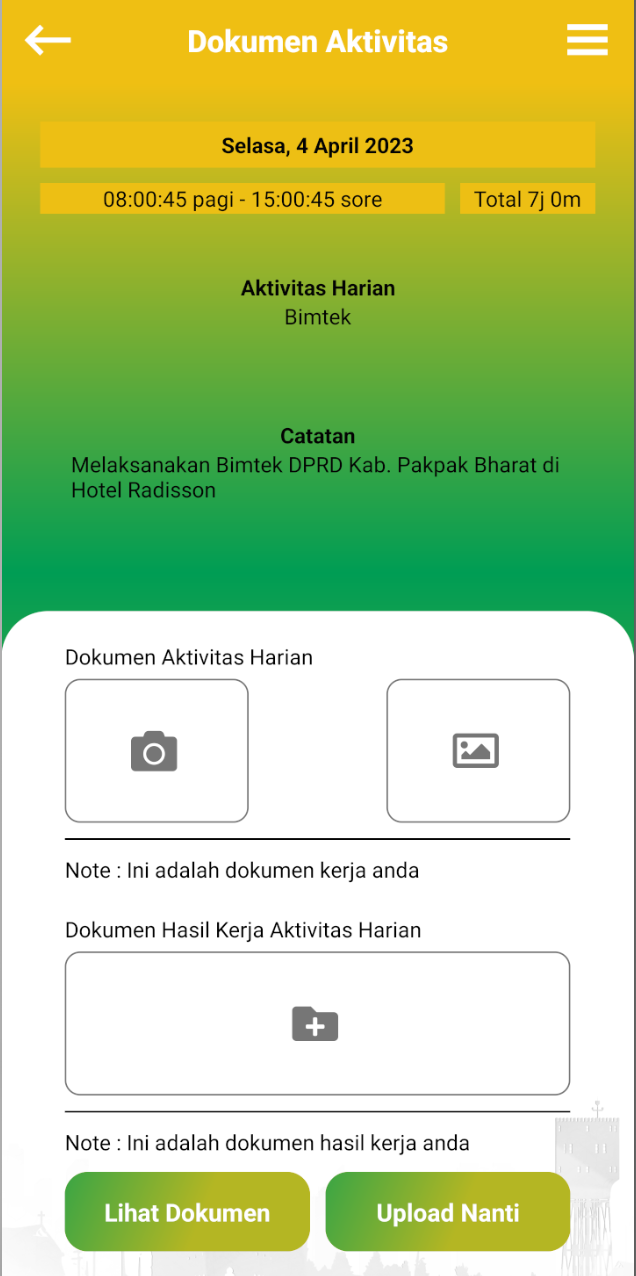 Dokumen Aktivitas
Selasa, 4 April 2023
08:00:45 pagi - 15:00:45 sore
Total 7j 0m
Aktivitas Harian
Bimtek
Catatan
Melaksanakan Bimtek DPRD Kab. Pakpak Bharat di
Hotel Radisson
Dokumen Aktivitas Harian
Note : Ini adalah dokumen kerja anda
Dokumen Hasil Kerja Aktivitas Harian
Note : Ini adalah dokumen hasil kerja anda
Lihat Dokumen
Upload Nanti